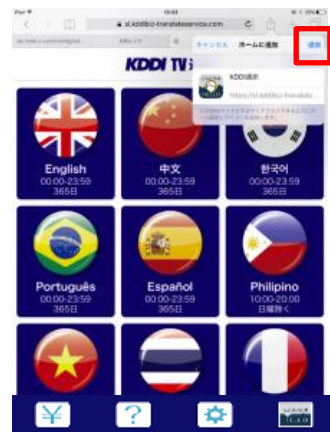 iPad
10:43
sl.kddibiz-translateservice.com
キャンセル ホームに追加 追加
KDDI通訳
https://sl.kddibiz-translate...
KDDI TV
English
00:00-23:59
365日
中文
00:00-23:59
365日
한국어
00:00-23:59
365日
Português
00:00-23:59
365日
Español
00:00-23:59
365日
Philipino
10:00-20:00
日曜除く
¥
?